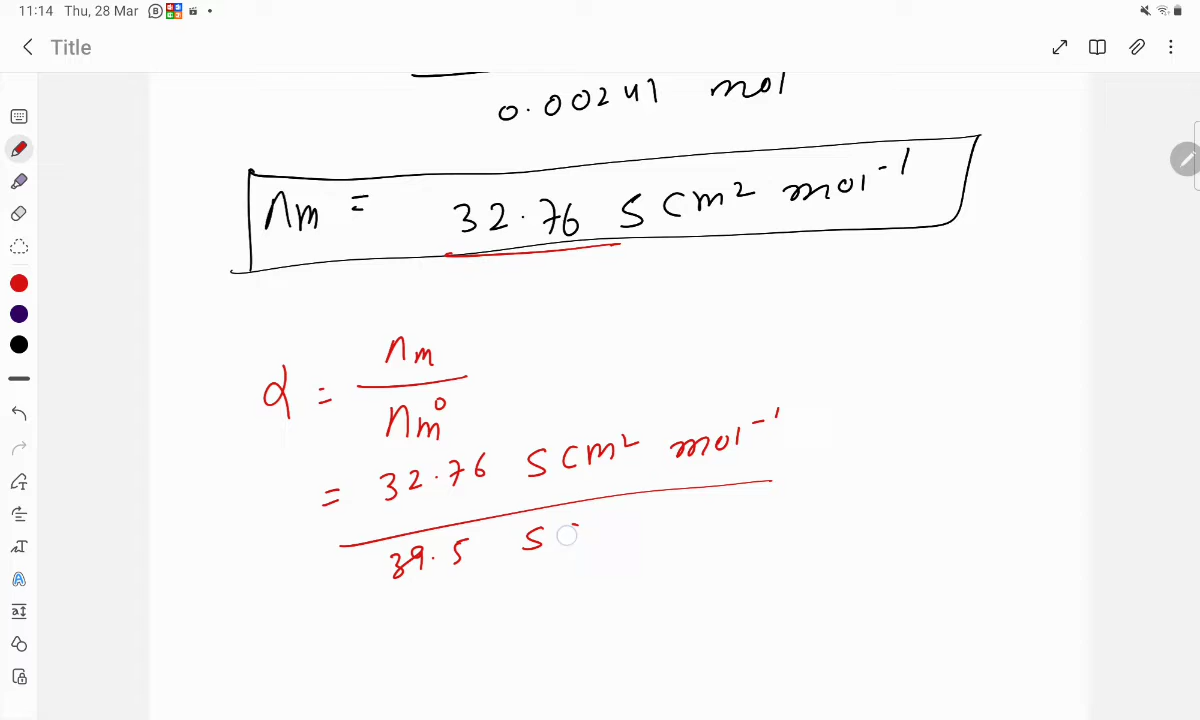 11:14 Thu, 28 Mar
Title
0.00241 mol
Λm = 32.76 S cm² mol⁻¹
α = Λm / Λm°
= 32.76 S cm² mol⁻¹
39.5 S